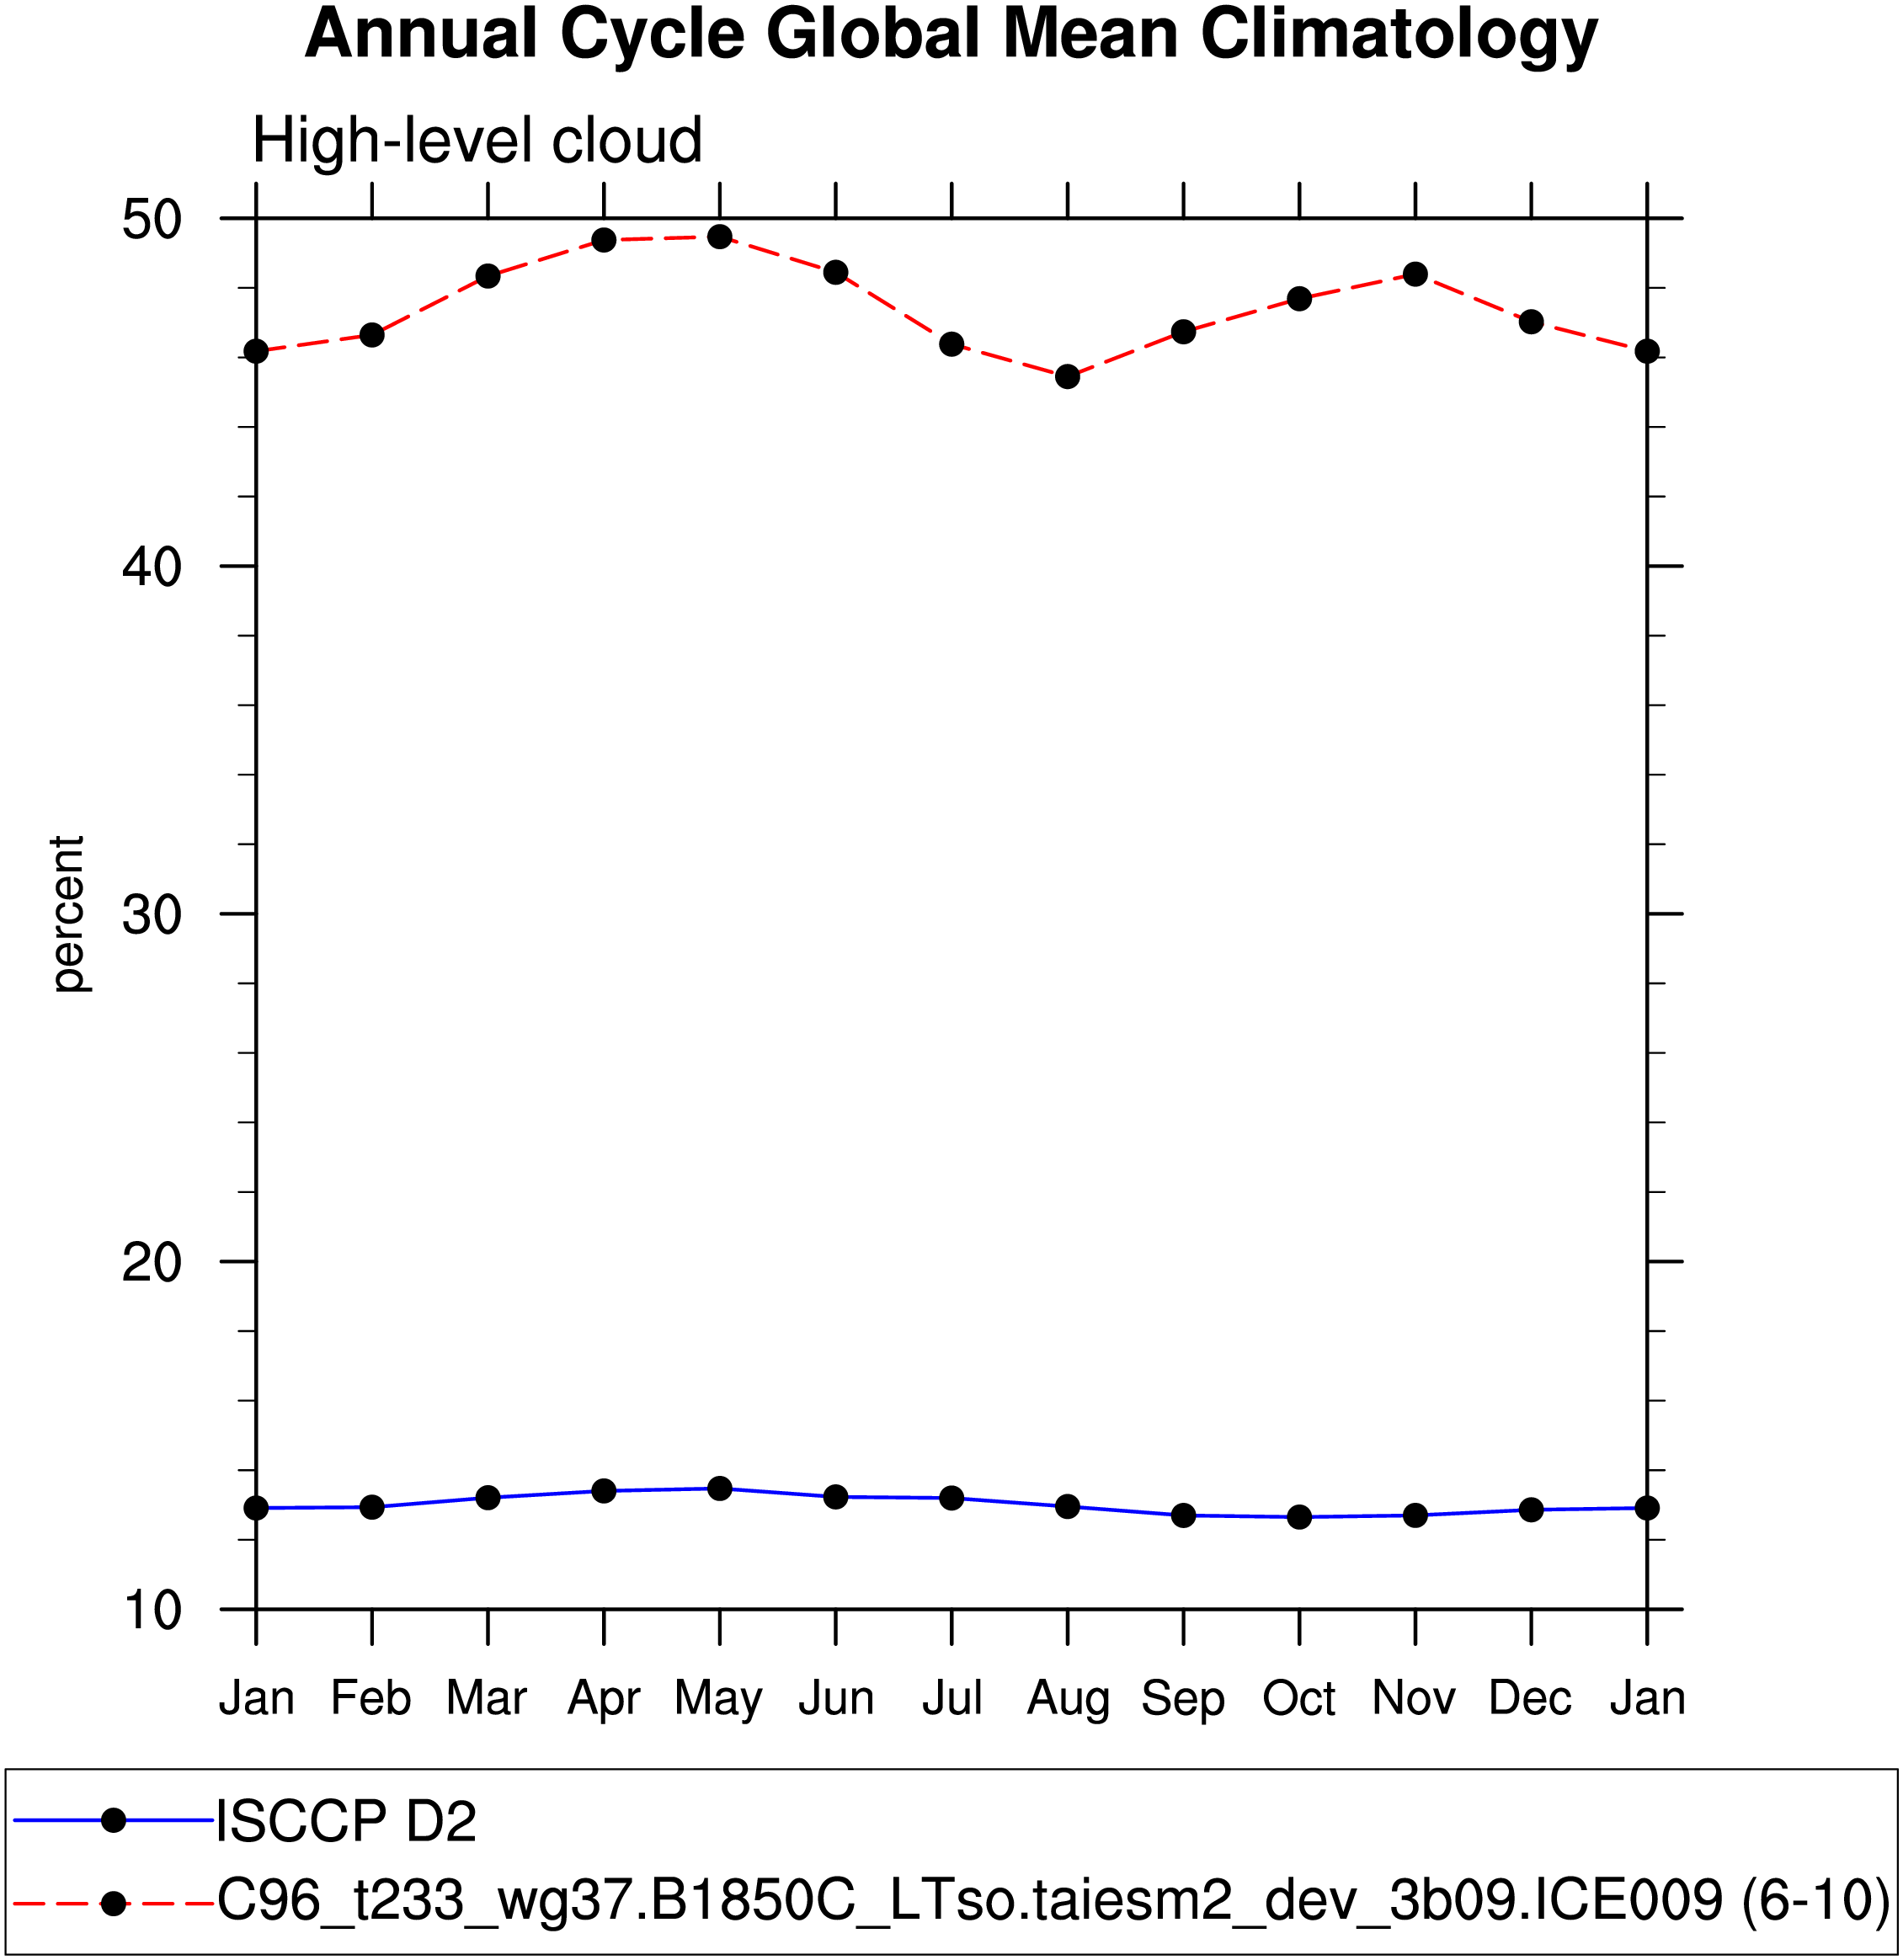 Annual Cycle Global Mean Climatology
High-level cloud
50
40
30
20
10
percent
Jan Feb Mar Apr May Jun Jul Aug Sep Oct Nov Dec Jan
ISCCP D2
C96_t233_wg37.B1850C_LTso.taiesm2_dev_3b09.ICE009 (6-10)